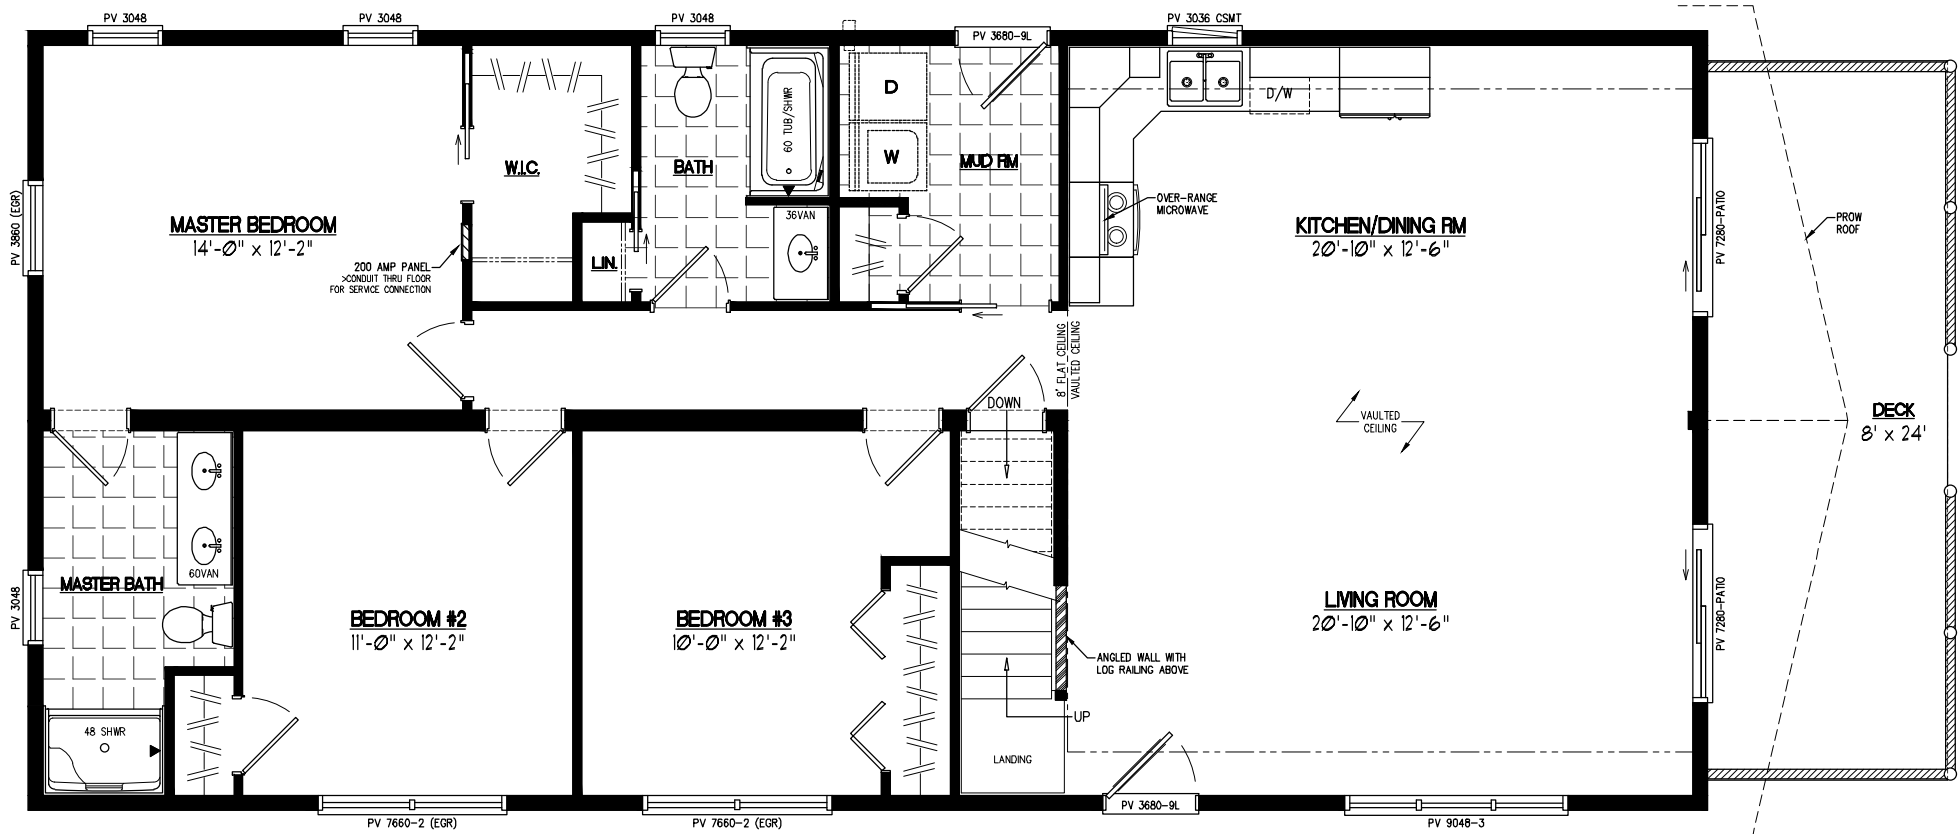 PV 3048
PV 3048
PV 3048
PV 3680-9L
PV 3036 CSMT
D
W
60 TUB/SHWR
D/W
W.I.C.
BATH
MUD RM
OVER-RANGE
MICROWAVE
PV 3860 (EGR)
MASTER BEDROOM
14'-0" x 12'-2"
36VAN
KITCHEN/DINING RM
20'-10" x 12'-6"
PV 7280-PATIO
PROW
ROOF
200 AMP PANEL
>CONDUIT THRU FLOOR
FOR SERVICE CONNECTION
LIN.
8' FLAT CEILING
VAULTED CEILING
DOWN
VAULTED
CEILING
DECK
8' x 24'
60VAN
MASTER BATH
PV 3048
BEDROOM #2
11'-0" x 12'-2"
BEDROOM #3
10'-0" x 12'-2"
LIVING ROOM
20'-10" x 12'-6"
PV 7280-PATIO
ANGLED WALL WITH
LOG RAILING ABOVE
UP
48 SHWR
LANDING
PV 3680-9L
PV 7660-2 (EGR)
PV 7660-2 (EGR)
PV 9048-3